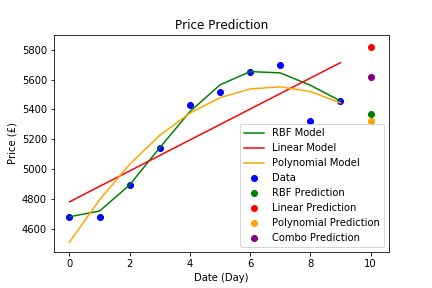 Price Prediction
5800
5600
5400
5200
5000
4800
4600
Price (£)
RBF Model
Linear Model
Polynomial Model
Data
RBF Prediction
Linear Prediction
Polynomial Prediction
Combo Prediction
0 2 4 6 8 10
Date (Day)